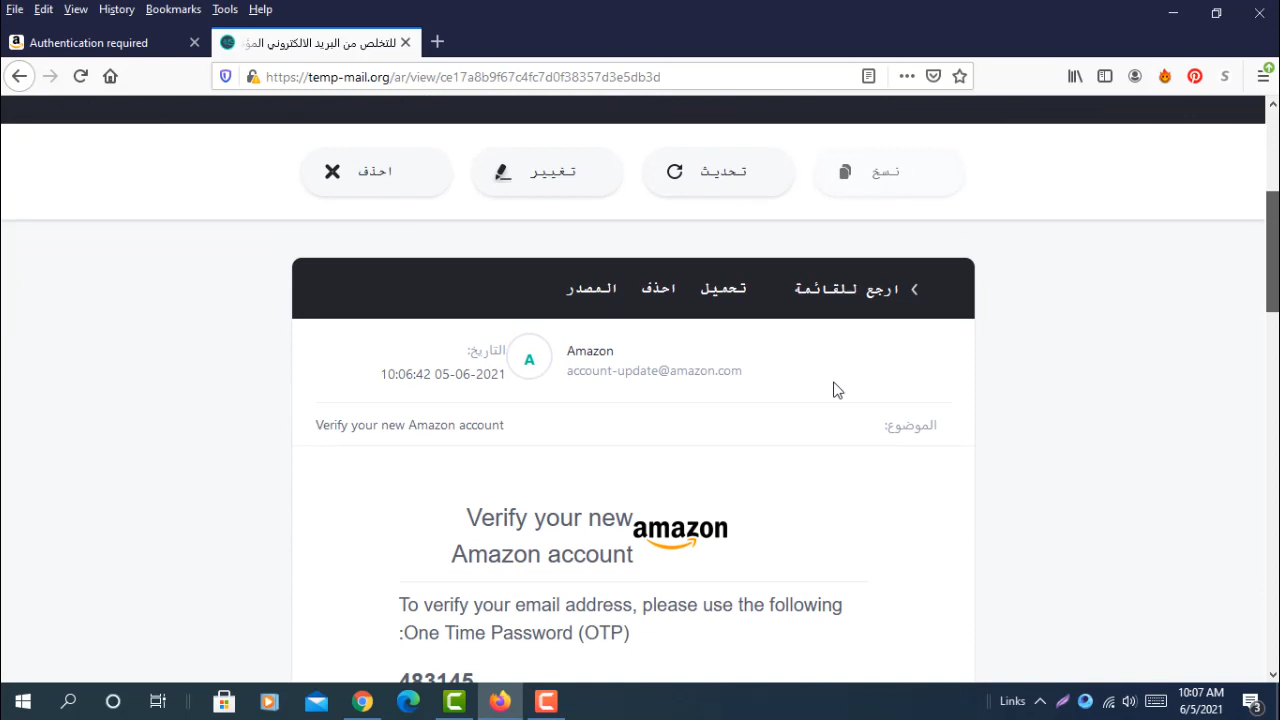 File Edit View History Bookmarks Tools Help
Authentication required
للتخلص من البريد الالكتروني المؤ
https://temp-mail.org/ar/view/ce17a8b9f67c4fc7d0f38357d3e5db3d
نسخ
تحديث
تغيير
احذف
ارجع للقائمة
تحميل
احذف
المصدر
Amazon
account-update@amazon.com
التاريخ:
10:06:42 05-06-2021
الموضوع:
Verify your new Amazon account
Verify your new
Amazon account
amazon
To verify your email address, please use the following
:One Time Password (OTP)
483145
Links
10:07 AM
6/5/2021
3